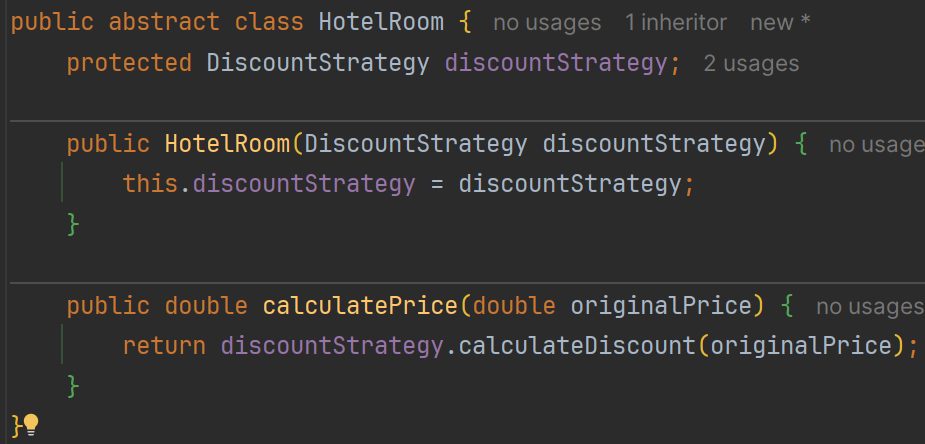 public abstract class HotelRoom { no usages 1 inheritor new *
protected DiscountStrategy discountStrategy; 2 usages
public HotelRoom(DiscountStrategy discountStrategy) { no usage
this.discountStrategy = discountStrategy;
}
public double calculatePrice(double originalPrice) { no usages
return discountStrategy.calculateDiscount(originalPrice);
}
}